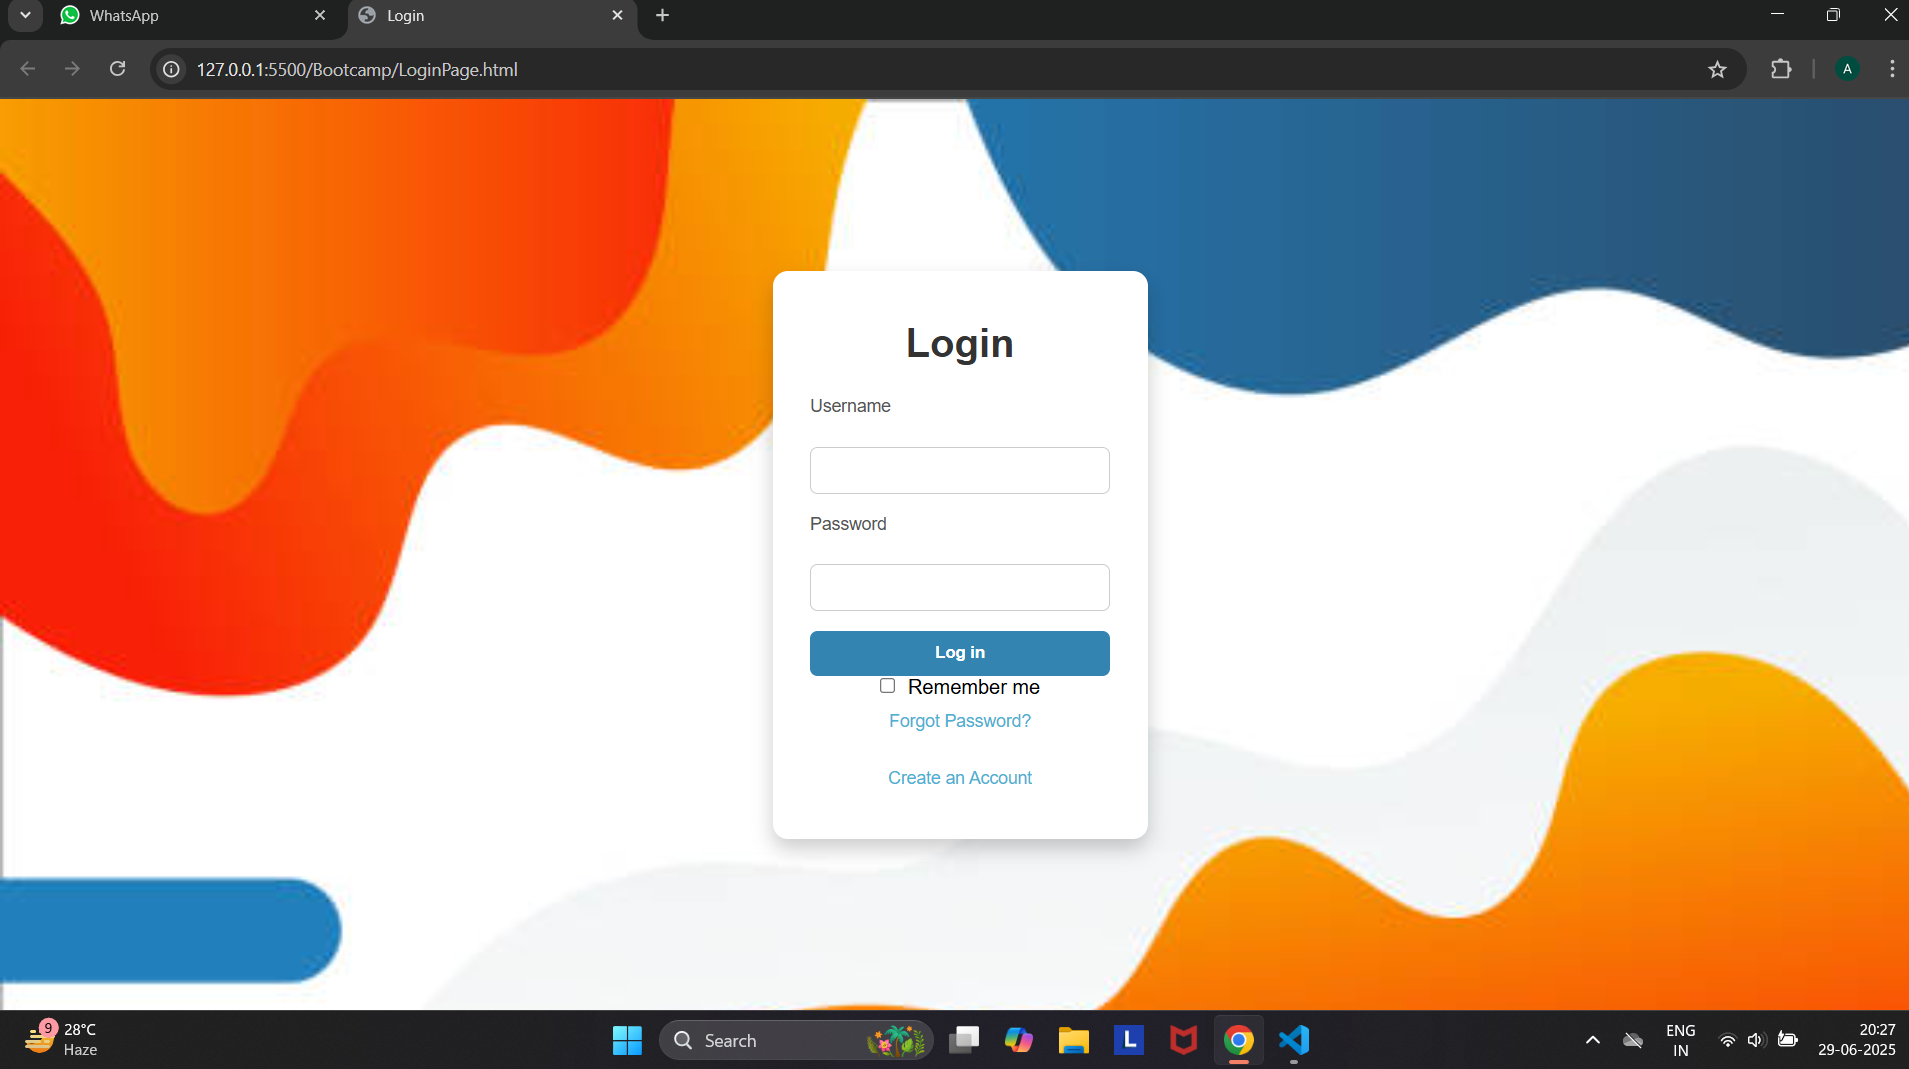 WhatsApp
Login
127.0.0.1:5500/Bootcamp/LoginPage.html
A
Login
Username
Password
Log in
Remember me
Forgot Password?
Create an Account
9
28°C
Haze
Search
L
ENG
IN
20:27
29-06-2025